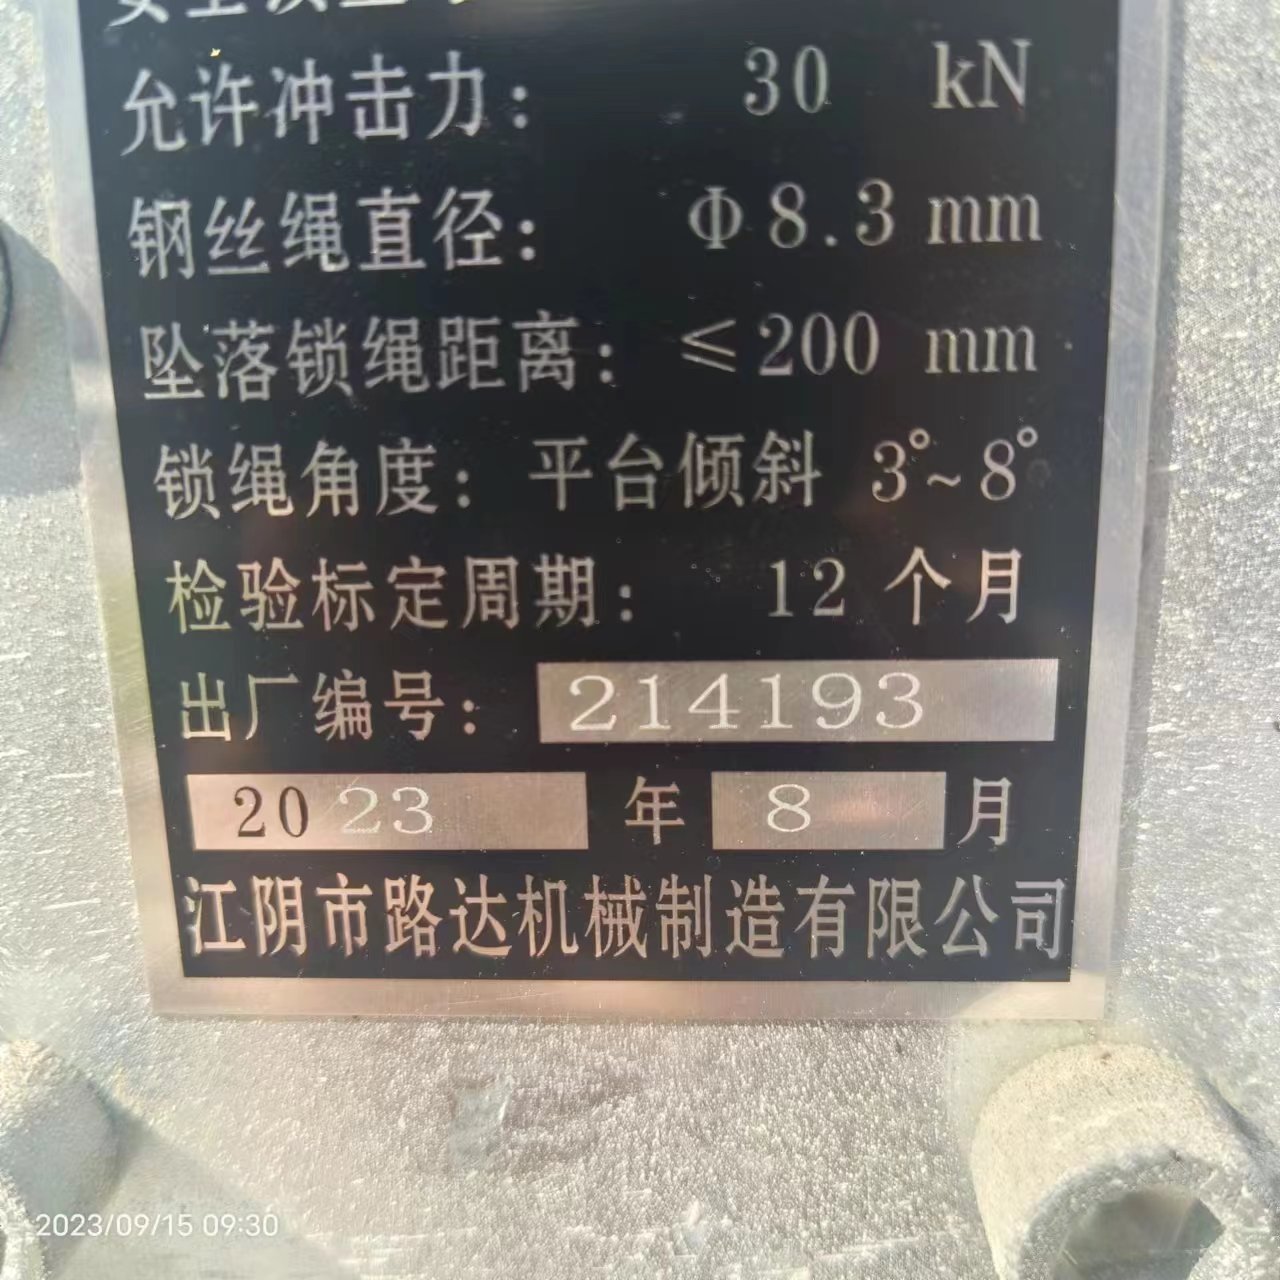 允许冲击力： 30 kN
钢丝绳直径： Φ8.3 mm
坠落锁绳距离： ≤200 mm
锁绳角度：平台倾斜 3°~8°
检验标定周期： 12个月
出厂编号： 214193
2023 年 8 月
江阴市路达机械制造有限公司
2023/09/15 09:30